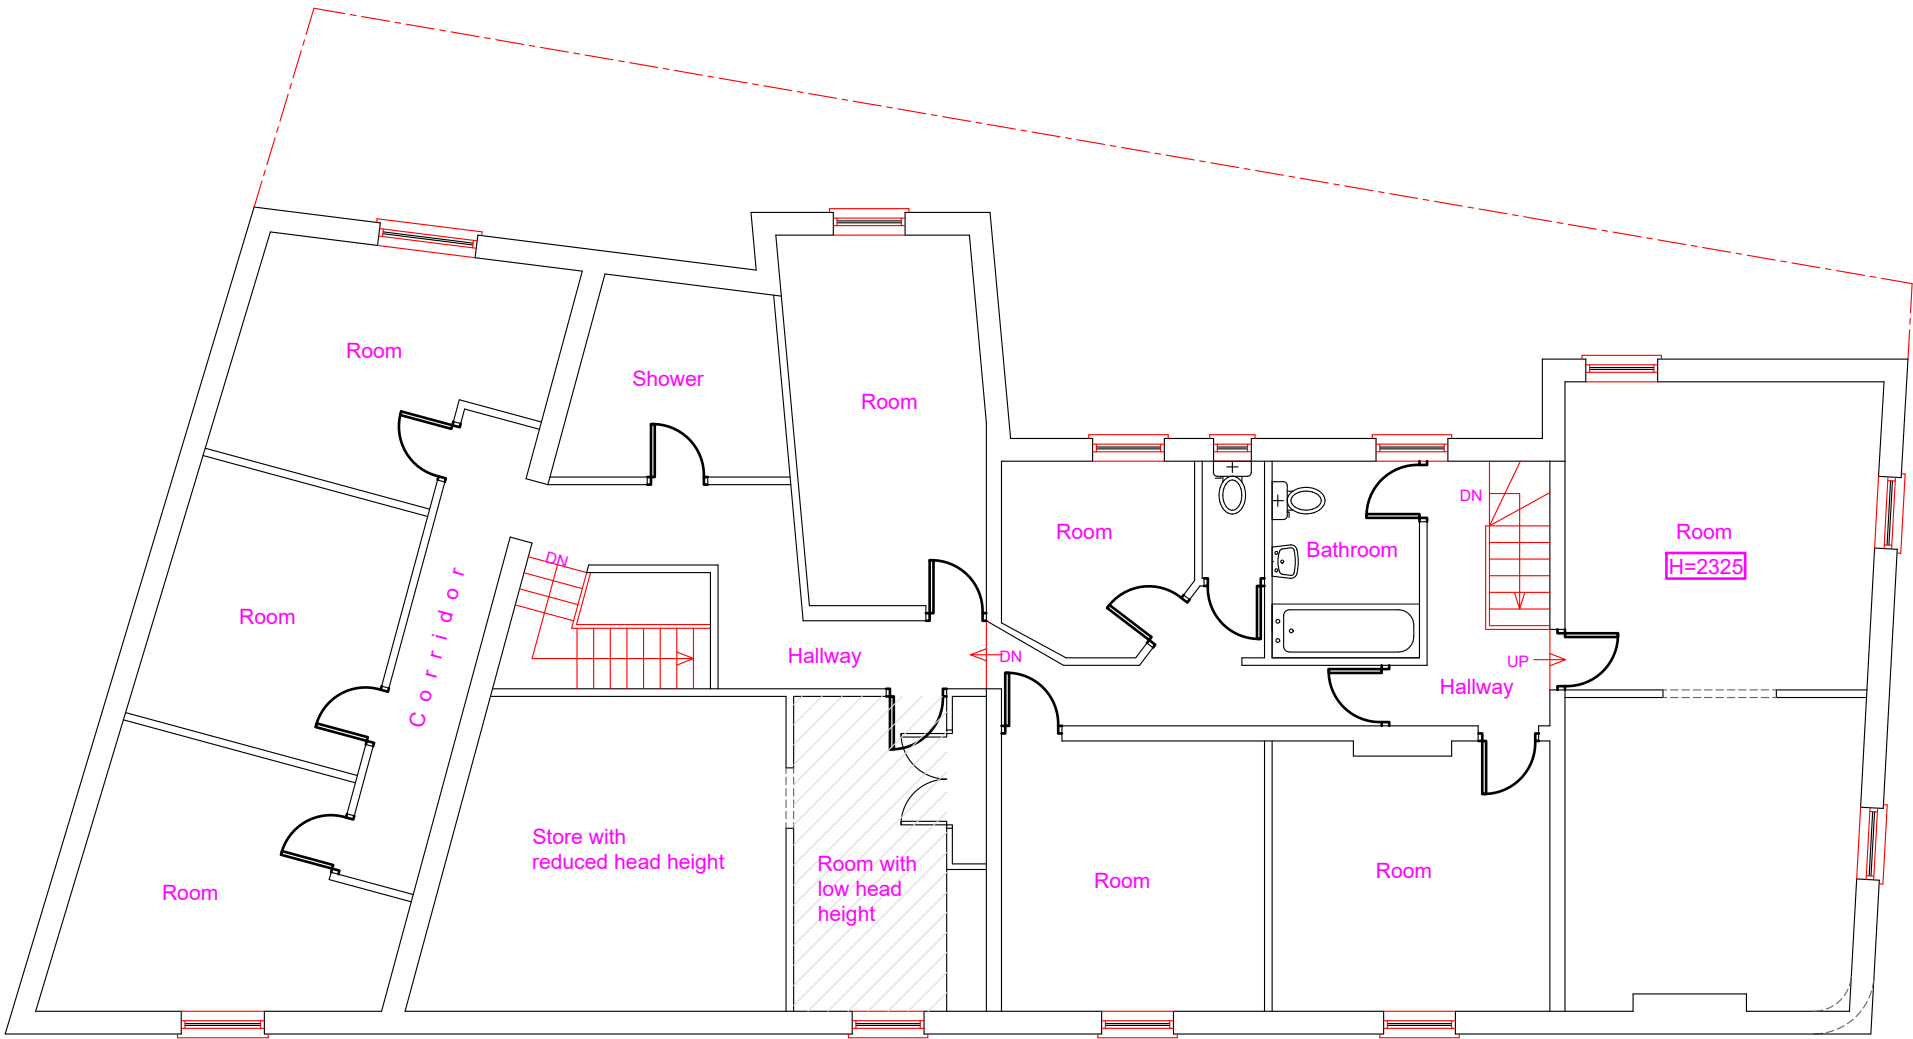 Room
Shower
Room
DN
Room
Room
H=2325
Bathroom
DN
Room
Corridor
Hallway
DN
UP
Hallway
Store with
reduced head height
Room with
low head
height
Room
Room
Room